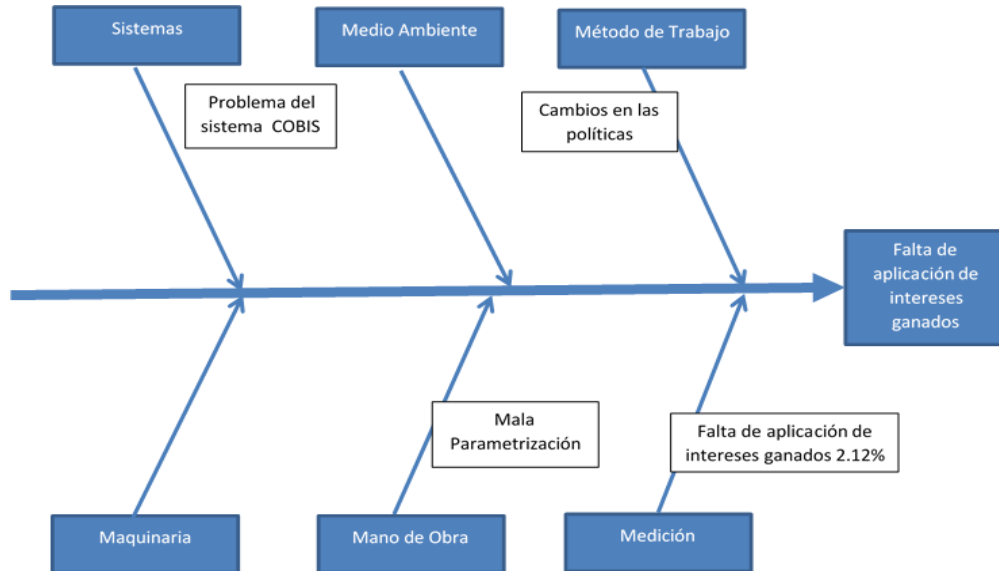 Sistemas
Medio Ambiente
Método de Trabajo
Problema del
sistema COBIS
Cambios en las
políticas
Falta de
aplicación de
intereses
ganados
Mala
Parametrización
Falta de aplicación de
intereses ganados 2.12%
Maquinaria
Mano de Obra
Medición